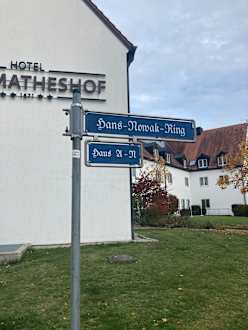 HOTEL
MATHESHOF
Hans-Nowak-Ring
Haus A-N